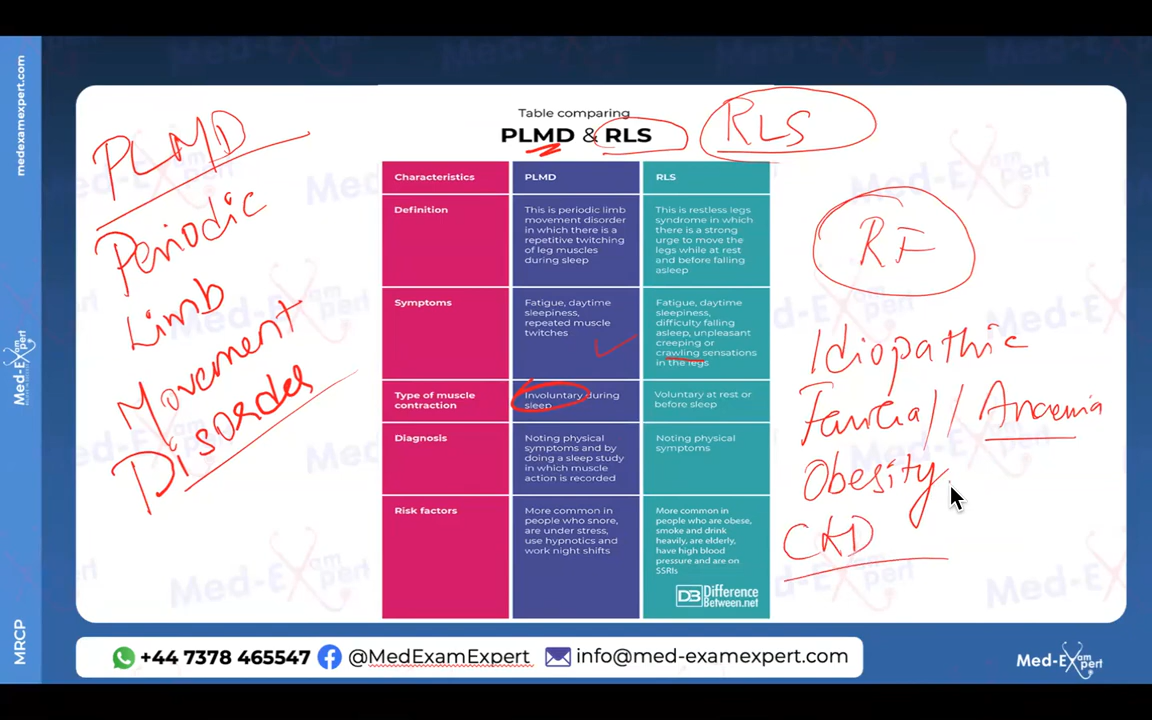 medexamexpert.com
Med-Exam Expert
MRCP
PLMD
Periodic
Limb
Movement
Disorder
Table comparing
PLMD & RLS
RLS
Characteristics
PLMD
RLS
Definition
This is periodic limb
movement disorder
in which there is a
repetitive twitching
of leg muscles
during sleep
This is restless legs
syndrome in which
there is a strong
urge to move the
legs while at rest
and before falling
asleep
Symptoms
Fatigue, daytime
sleepiness,
repeated muscle
twitches
Fatigue, daytime
sleepiness,
difficulty falling
asleep, unpleasant
creeping or
crawling sensations
in the legs
Type of muscle
contraction
Involuntary during
sleep
Voluntary at rest or
before sleep
Diagnosis
Noting physical
symptoms and by
doing a sleep study
in which muscle
action is recorded
Noting physical
symptoms
Risk factors
More common in
people who snore,
are under stress,
use hypnotics and
work night shifts
More common in
people who are obese,
smoke and drink
heavily, are elderly,
have high blood
pressure and are on
SSRIs
DB Difference
Between.net
RF
Idiopathic
Anaemia
Obesity
CKD
+44 7378 465547 @MedExamExpert info@med-examexpert.com
Med-Exam Expert